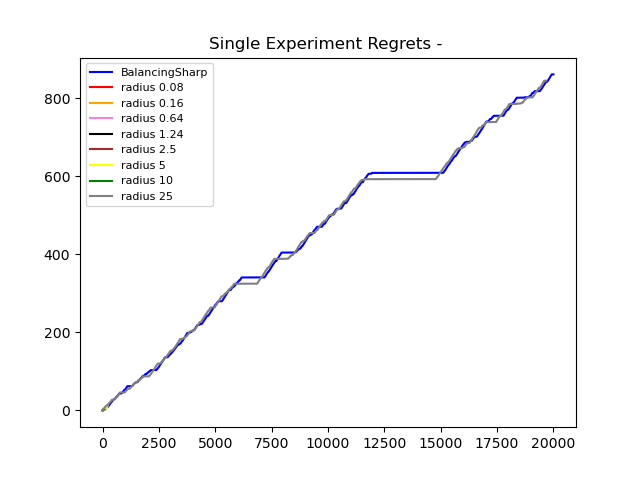 Single Experiment Regrets -
BalancingSharp
radius 0.08
radius 0.16
radius 0.64
radius 1.24
radius 2.5
radius 5
radius 10
radius 25
800
600
400
200
0
0 2500 5000 7500 10000 12500 15000 17500 20000